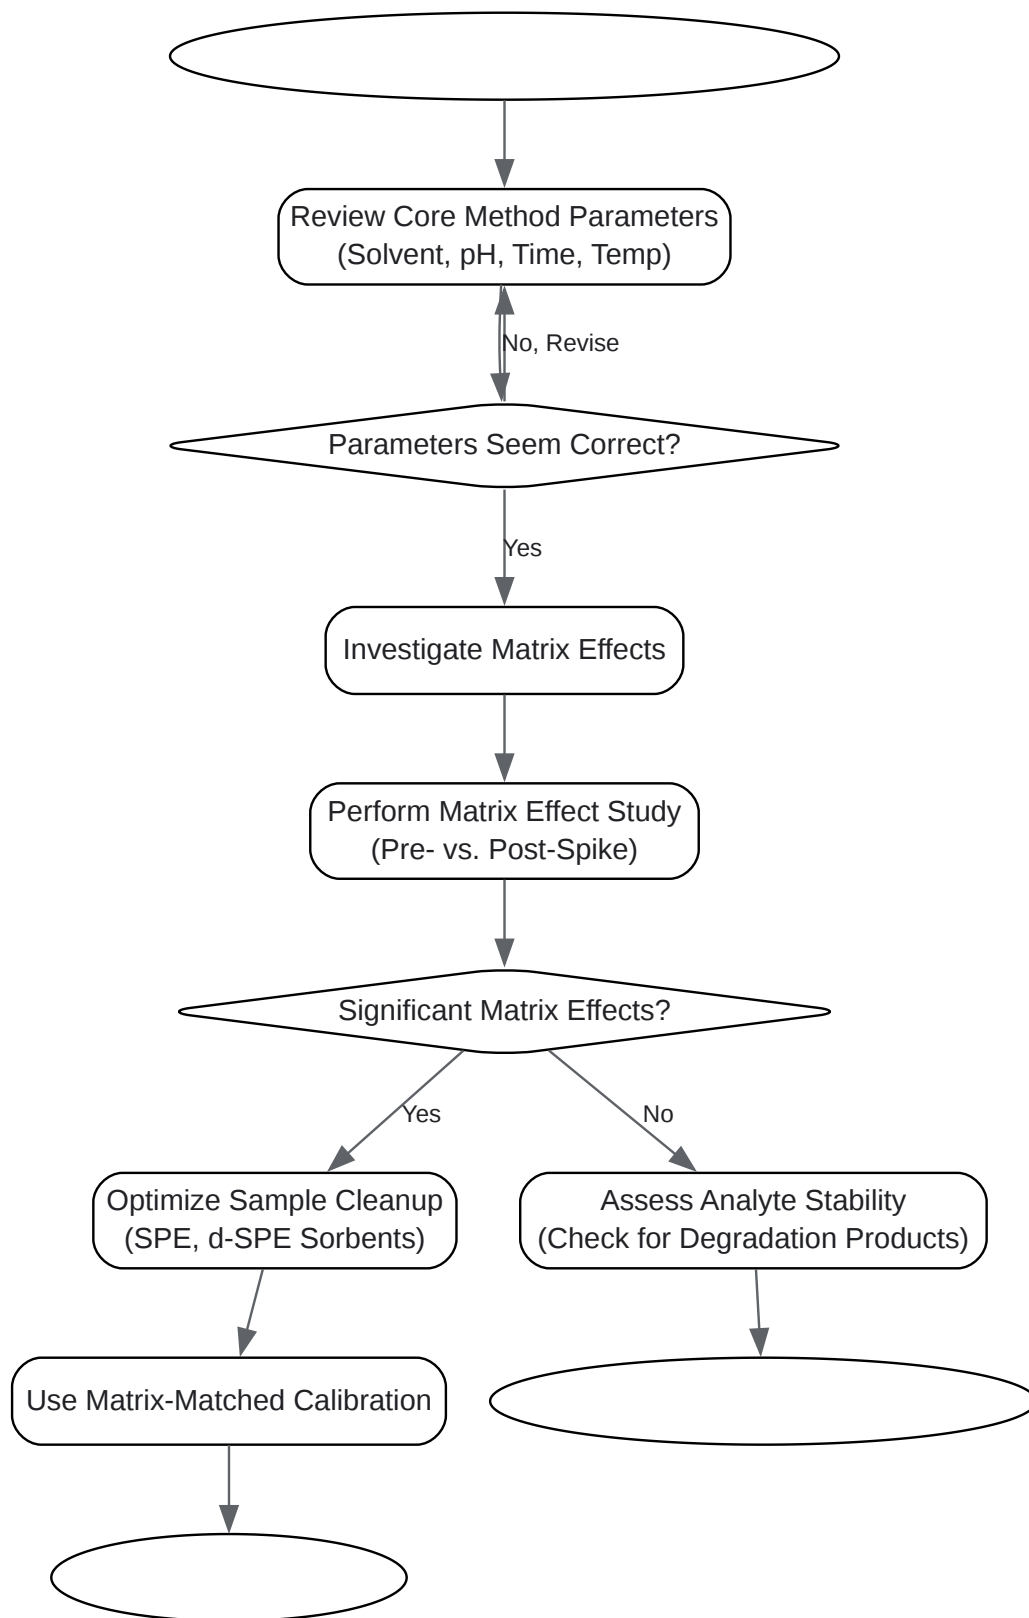 Review Core Method Parameters
(Solvent, pH, Time, Temp)
No, Revise
Parameters Seem Correct?
Yes
Investigate Matrix Effects
Perform Matrix Effect Study
(Pre- vs. Post-Spike)
Significant Matrix Effects?
Yes
No
Optimize Sample Cleanup
(SPE, d-SPE Sorbents)
Assess Analyte Stability
(Check for Degradation Products)
Use Matrix-Matched Calibration